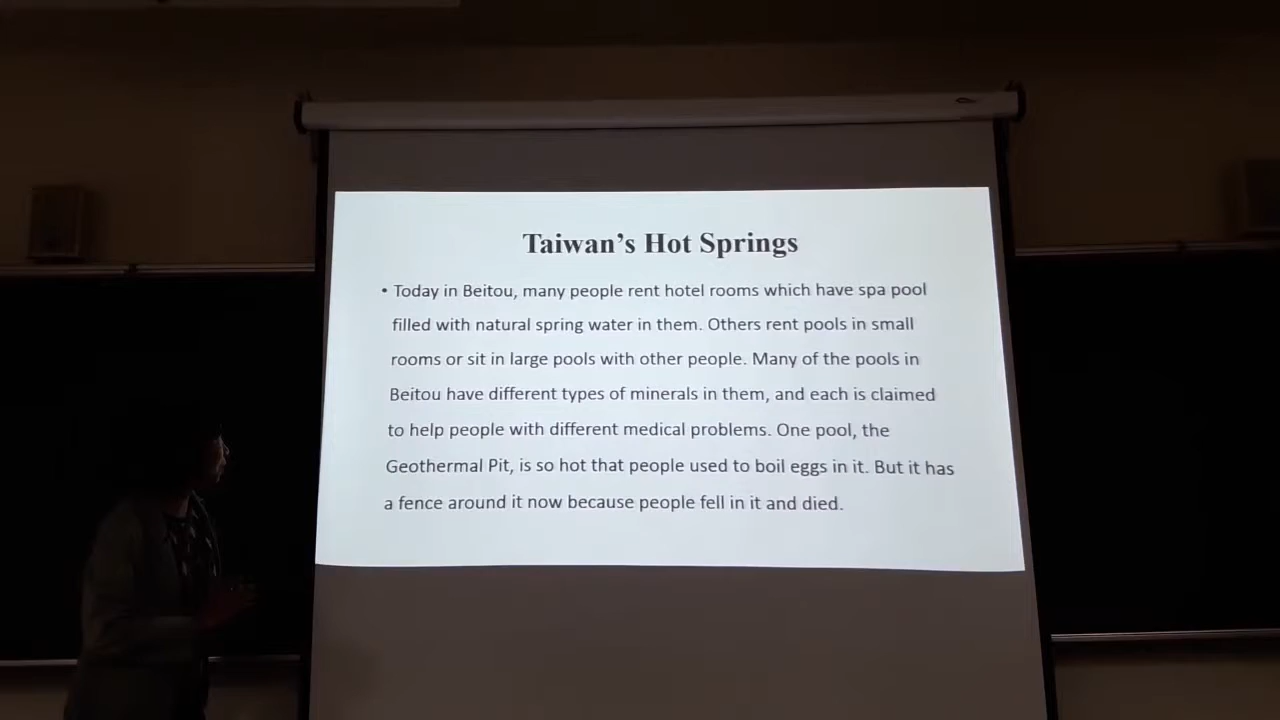 Taiwan’s Hot Springs
• Today in Beitou, many people rent hotel rooms which have spa pool
filled with natural spring water in them. Others rent pools in small
rooms or sit in large pools with other people. Many of the pools in
Beitou have different types of minerals in them, and each is claimed
to help people with different medical problems. One pool, the
Geothermal Pit, is so hot that people used to boil eggs in it. But it has
a fence around it now because people fell in it and died.